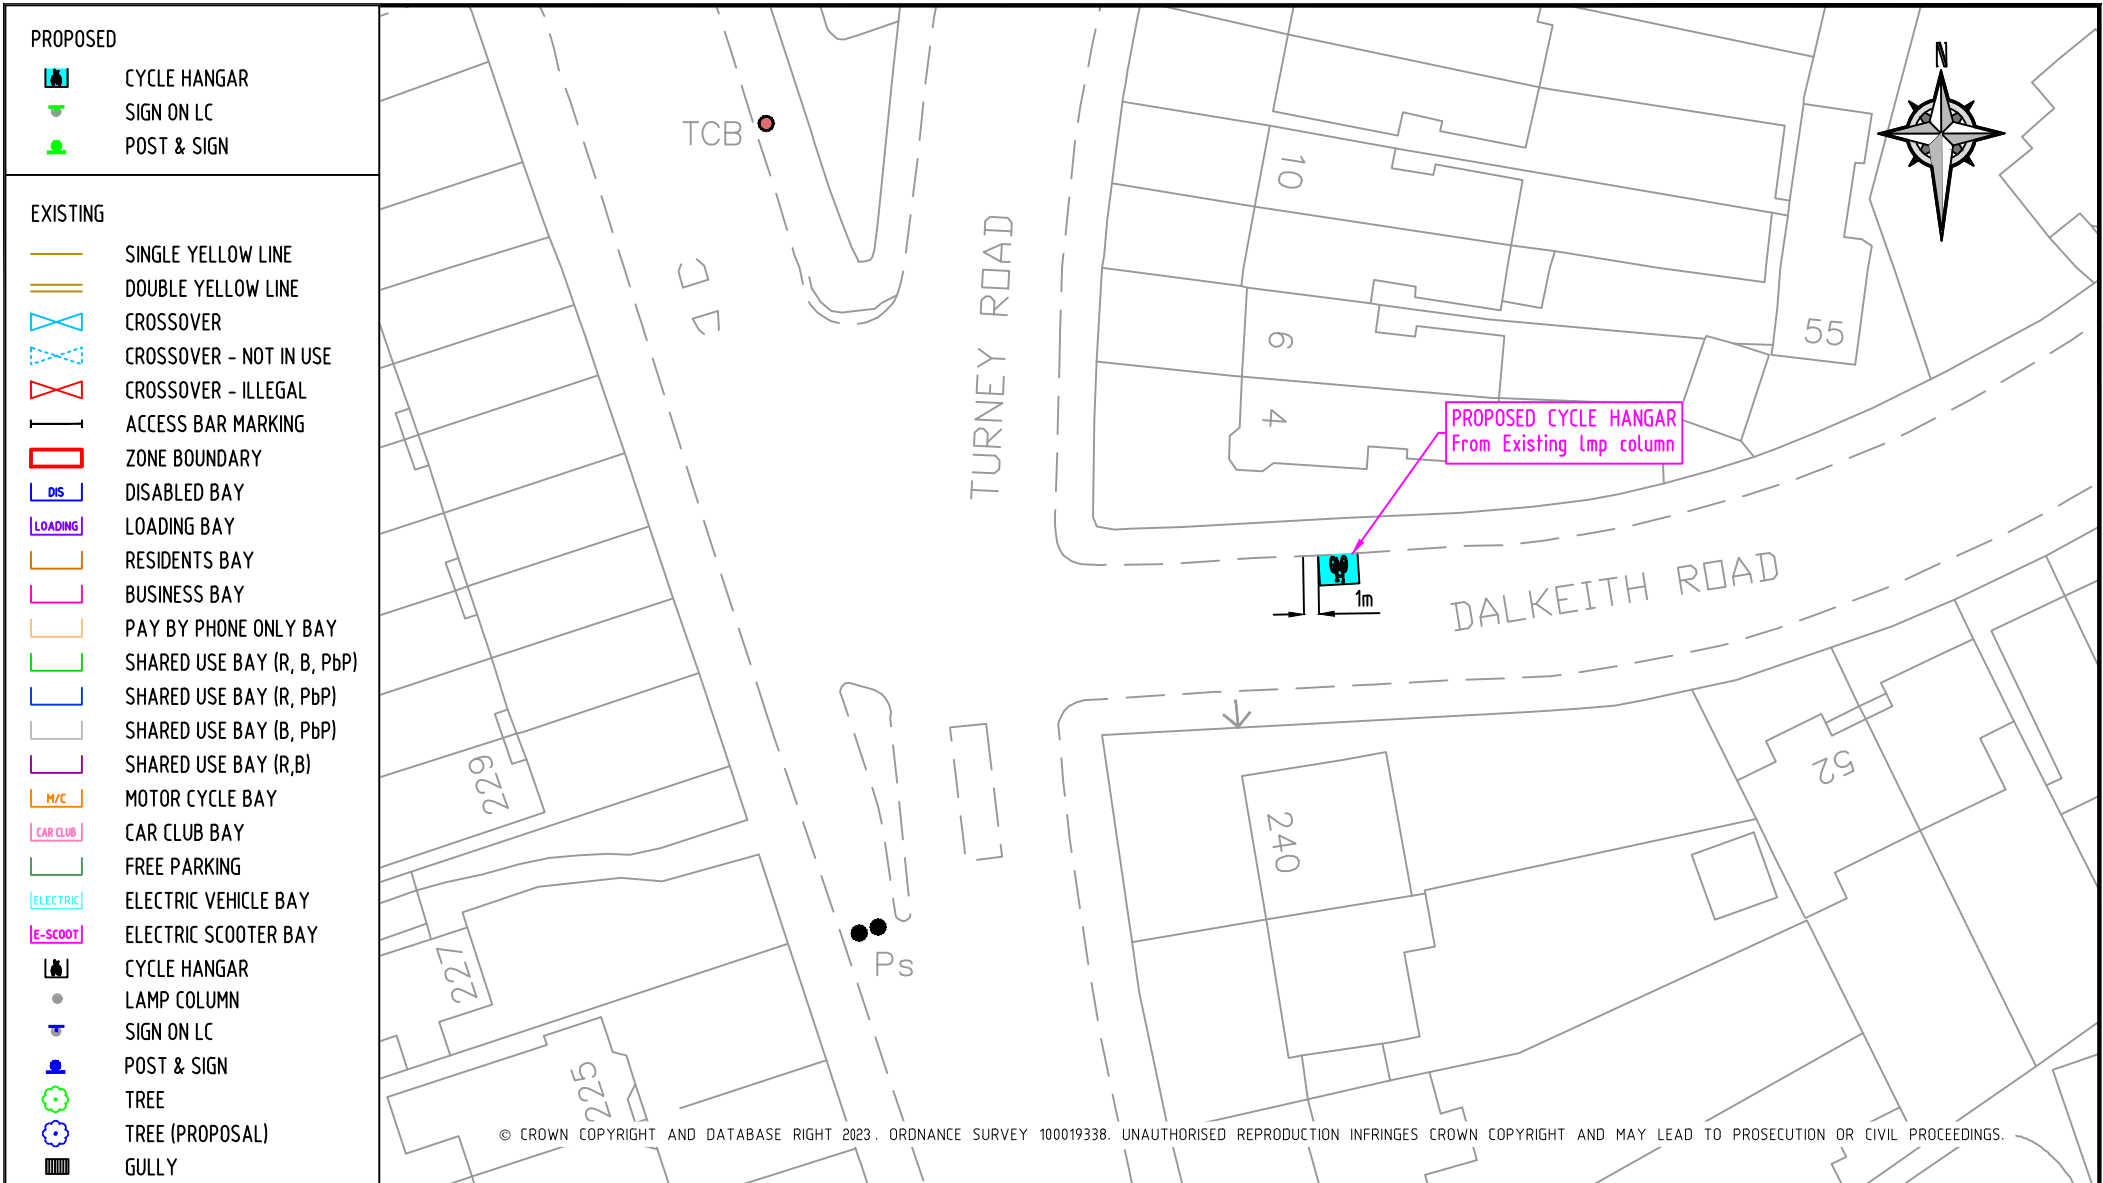 PROPOSED
CYCLE HANGAR
SIGN ON LC
POST & SIGN
EXISTING
SINGLE YELLOW LINE
DOUBLE YELLOW LINE
CROSSOVER
CROSSOVER - NOT IN USE
CROSSOVER - ILLEGAL
ACCESS BAR MARKING
ZONE BOUNDARY
DIS DISABLED BAY
LOADING LOADING BAY
RESIDENTS BAY
BUSINESS BAY
PAY BY PHONE ONLY BAY
SHARED USE BAY (R, B, PbP)
SHARED USE BAY (R, PbP)
SHARED USE BAY (B, PbP)
SHARED USE BAY (R,B)
M/C MOTOR CYCLE BAY
CAR CLUB CAR CLUB BAY
FREE PARKING
ELECTRIC ELECTRIC VEHICLE BAY
E-SCOOT ELECTRIC SCOOTER BAY
CYCLE HANGAR
LAMP COLUMN
SIGN ON LC
POST & SIGN
TREE
TREE (PROPOSAL)
GULLY
N
TCB
10
TURNEY ROAD
6
55
4
PROPOSED CYCLE HANGAR
From Existing lmp column
1m
DALKEITH ROAD
229
52
240
227
Ps
225
© CROWN COPYRIGHT AND DATABASE RIGHT 2023. ORDNANCE SURVEY 100019338. UNAUTHORISED REPRODUCTION INFRINGES CROWN COPYRIGHT AND MAY LEAD TO PROSECUTION OR CIVIL PROCEEDINGS.